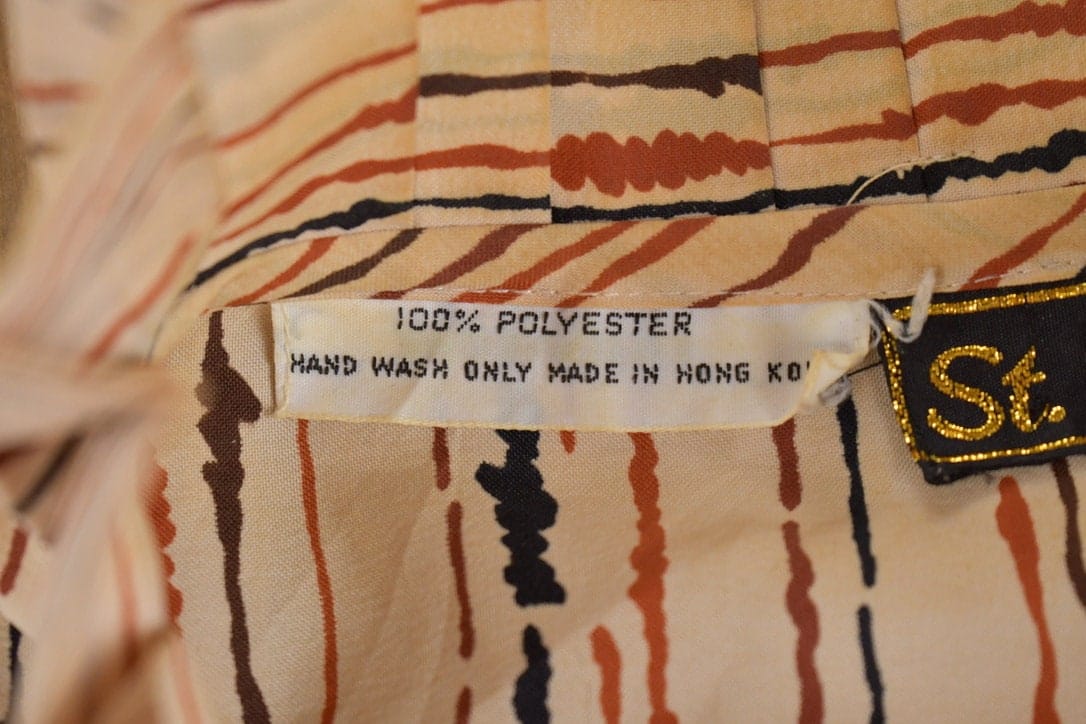 100% POLYESTER
HAND WASH ONLY MADE IN HONG KO
St.